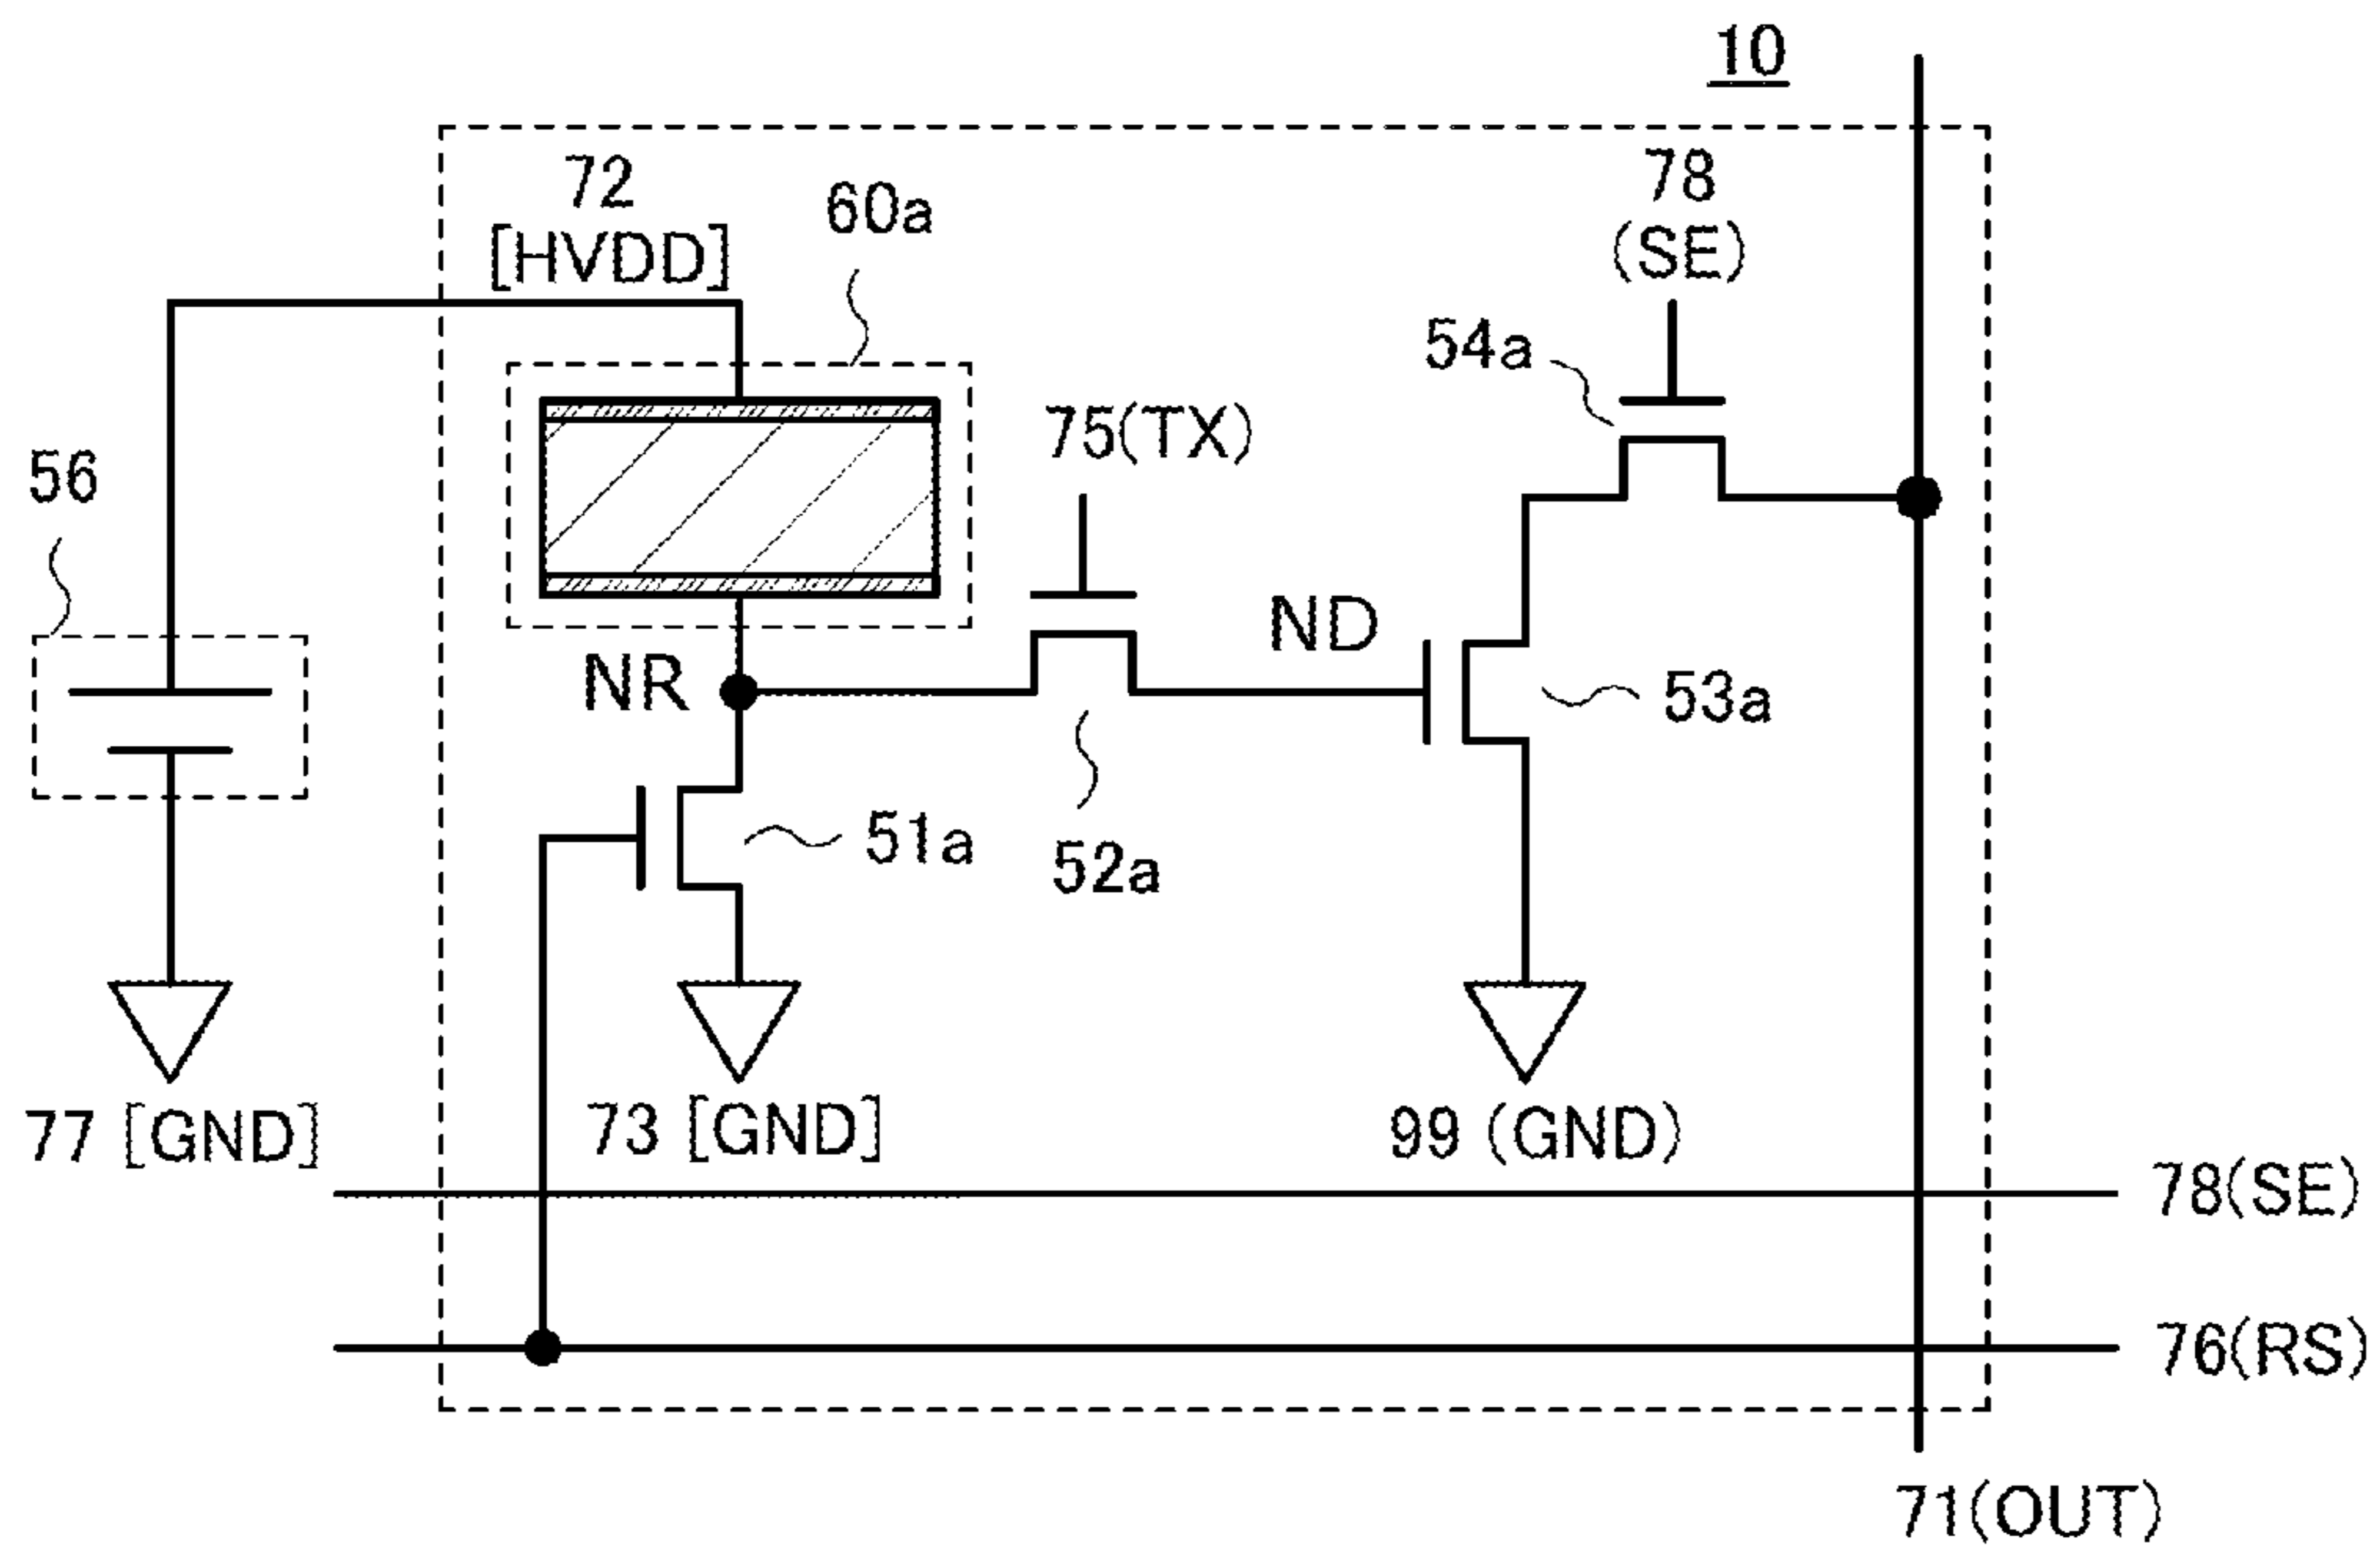 10
72
[HVDD]
60a
78
(SE)
54a
75(TX)
56
ND
NR
53a
51a
52a
77 [GND]
73 [GND]
99 (GND)
78(SE)
76(RS)
71(OUT)